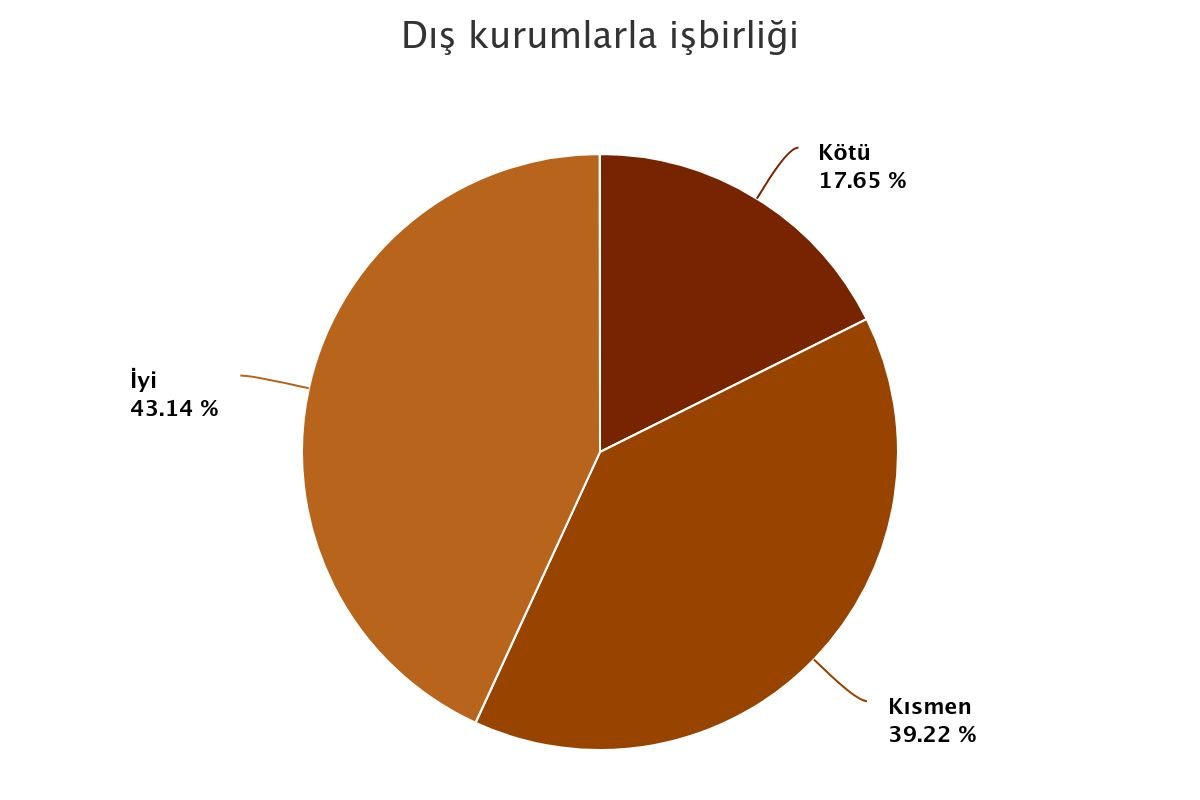 Dış kurumlarla işbirliği
Kötü
17.65 %
İyi
43.14 %
Kısmen
39.22 %